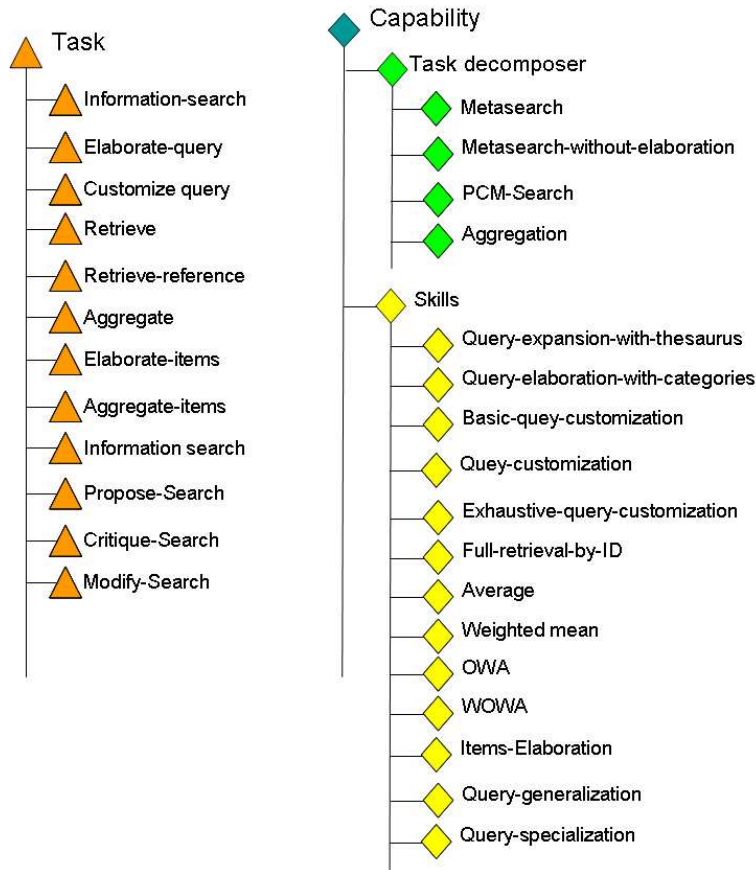 Task
Information-search
Elaborate-query
Customize query
Retrieve
Retrieve-reference
Aggregate
Elaborate-items
Aggregate-items
Information search
Propose-Search
Critique-Search
Modify-Search
Capability
Task decomposer
Metasearch
Metasearch-without-elaboration
PCM-Search
Aggregation
Skills
Query-expansion-with-thesaurus
Query-elaboration-with-categories
Basic-quey-customization
Quey-customization
Exhaustive-query-customization
Full-retrieval-by-ID
Average
Weighted mean
OWA
WOWA
Items-Elaboration
Query-generalization
Query-specialization